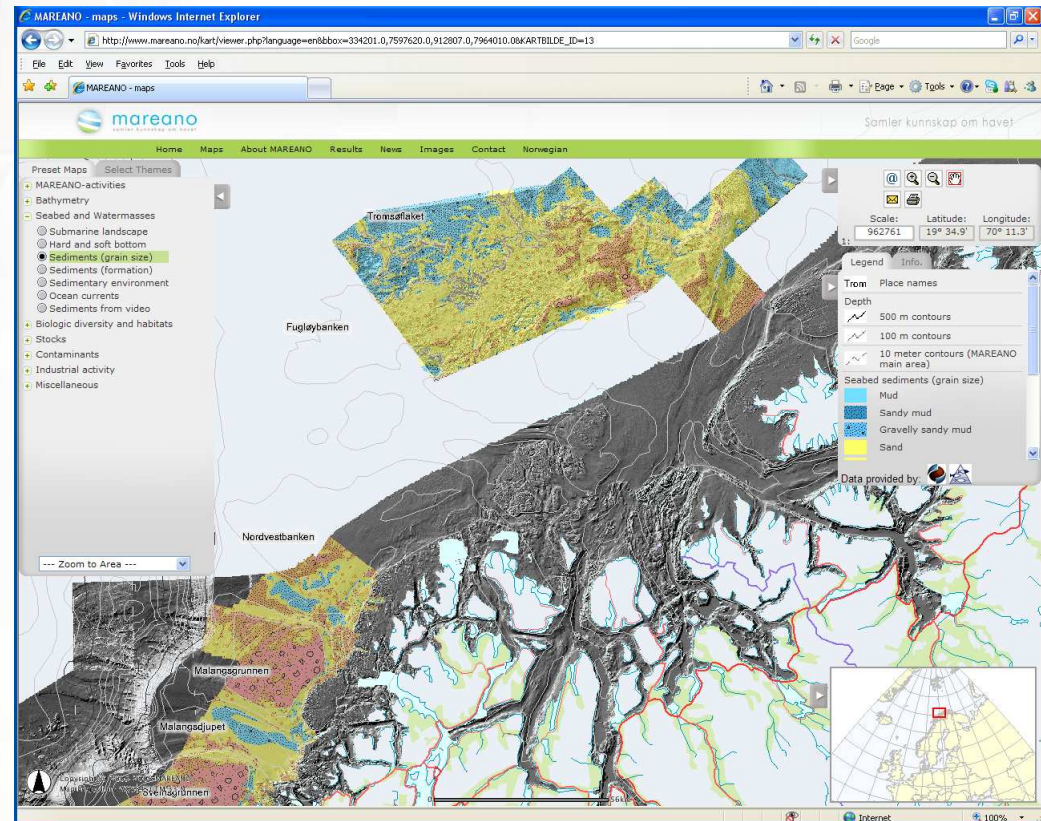 MAREANO - maps - Windows Internet Explorer
http://www.mareano.no/kart/viewer.php?language=en&bbox=334201.0,7597620.0,912807.0,7964010.0&KARTBILDE_ID=13
Google
File Edit View Favorites Tools Help
MAREANO - maps
Page Tools
mareano
samler kunnskap om havet
Samler kunnskap om havet
Home Maps About MAREANO Results News Images Contact Norwegian
Preset Maps Select Themes
MAREANO-activities
Bathymetry
Seabed and Watermasses
Submarine landscape
Hard and soft bottom
Sediments (grain size)
Sediments (formation)
Sedimentary environment
Ocean currents
Sediments from video
Biologic diversity and habitats
Stocks
Contaminants
Industrial activity
Miscellaneous
--- Zoom to Area ---
Tromsøflaket
Fugløybanken
Nordvestbanken
Malangsgrunnen
Malangsdjupet
Sveinsgrunnen
Scale: Latitude: Longitude:
1: 962761 19° 34.9' 70° 11.3'
Legend Info.
Trom Place names
Depth
500 m contours
100 m contours
10 meter contours (MAREANO
main area)
Seabed sediments (grain size)
Mud
Sandy mud
Gravelly sandy mud
Sand
Data provided by:
0
Internet 100%